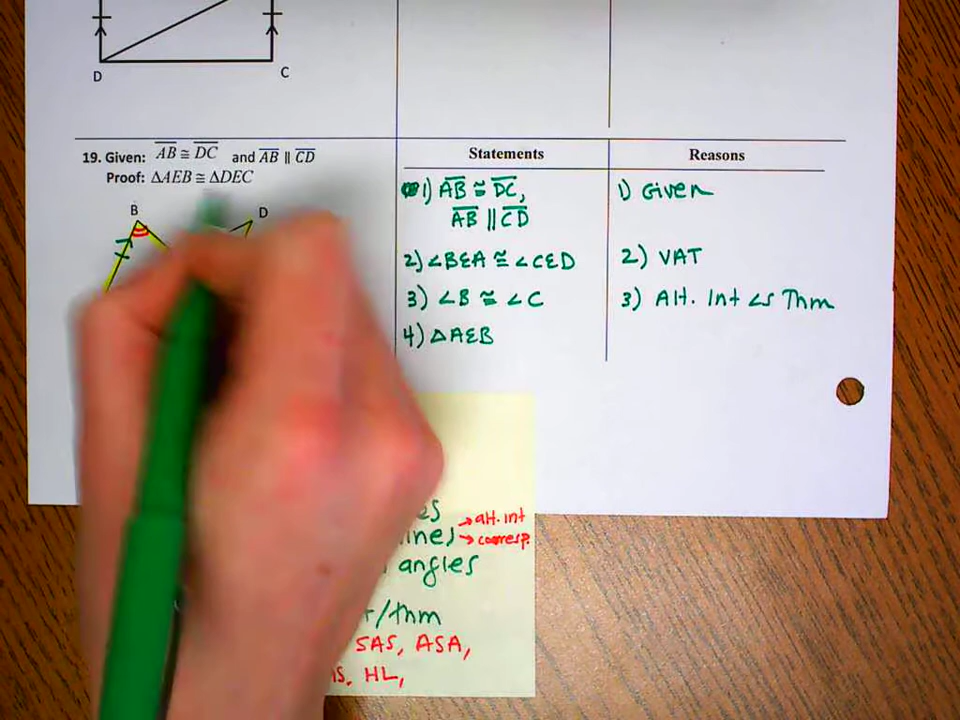 D
C
19. Given: AB ≅ DC and AB ∥ CD
Proof: ΔAEB ≅ ΔDEC
B
D
Statements
Reasons
1) AB ≅ DC,
AB ∥ CD
1) Given
2) ∠BEA ≅ ∠CED
2) VAT
3) ∠B ≅ ∠C
3) Alt. Int ∠s Thm
4) ΔAEB
→ alt. int
→ corresp.
angles
/thm
SAS, ASA,
HL,